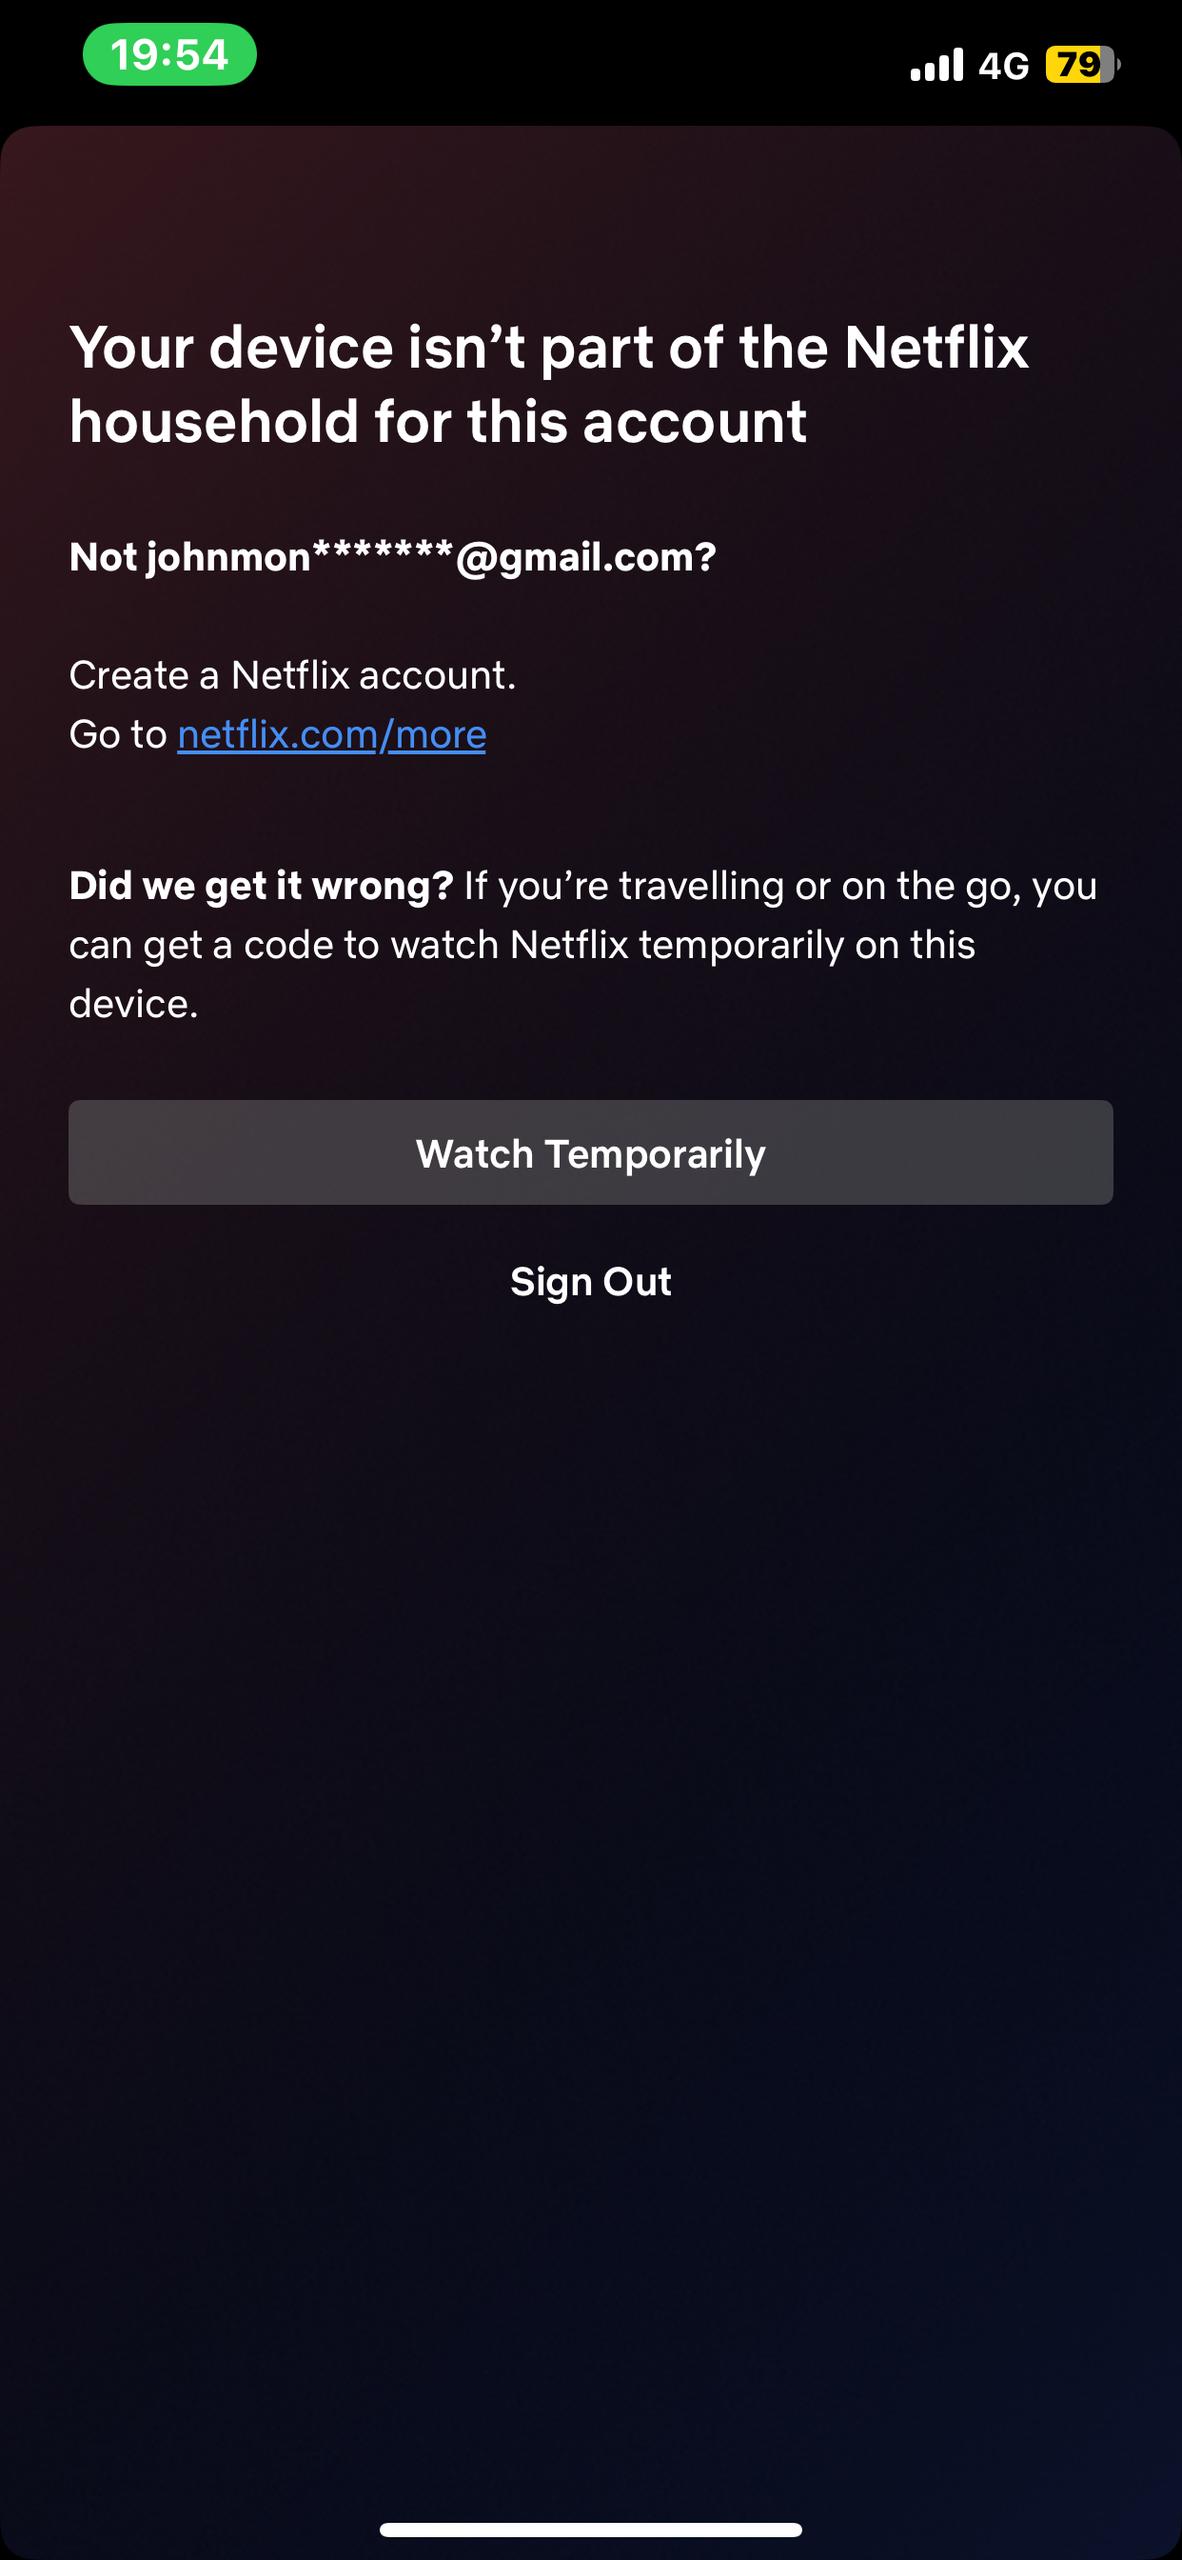 19:54
4G 79
Your device isn’t part of the Netflix
household for this account
Not johnmon*******@gmail.com?
Create a Netflix account.
Go to netflix.com/more
Did we get it wrong? If you’re travelling or on the go, you
can get a code to watch Netflix temporarily on this
device.
Watch Temporarily
Sign Out